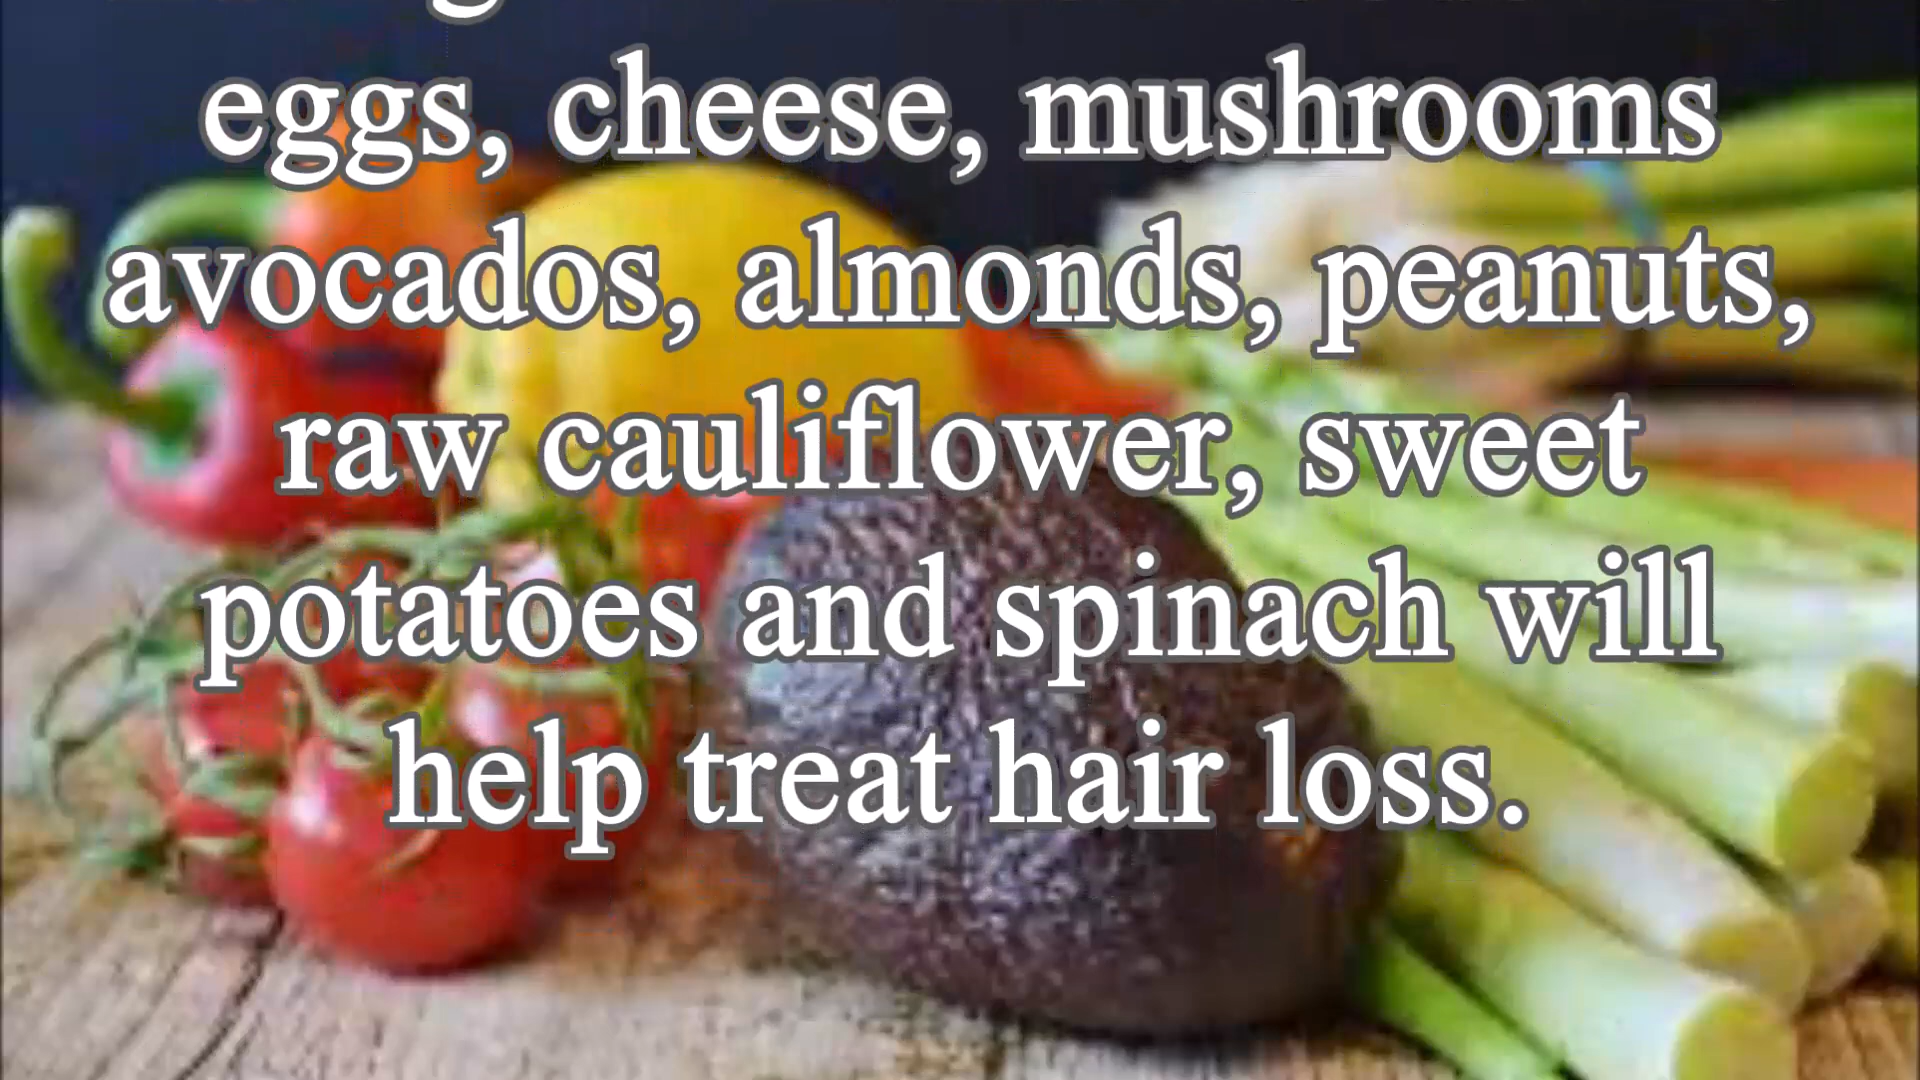 eggs, cheese, mushrooms
avocados, almonds, peanuts,
raw cauliflower, sweet
potatoes and spinach will
help treat hair loss.